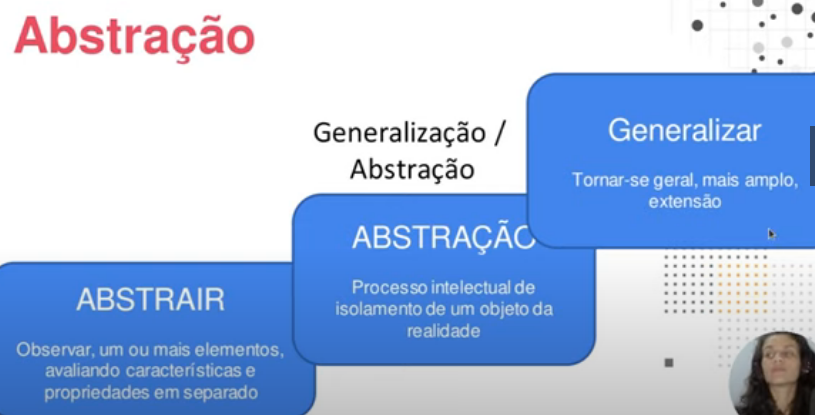 Abstração
Generalização /
Abstração
Generalizar
Tornar-se geral, mais amplo,
extensão
ABSTRAÇÃO
Processo intelectual de
isolamento de um objeto da
realidade
ABSTRAIR
Observar, um ou mais elementos,
avaliando características e
propriedades em separado